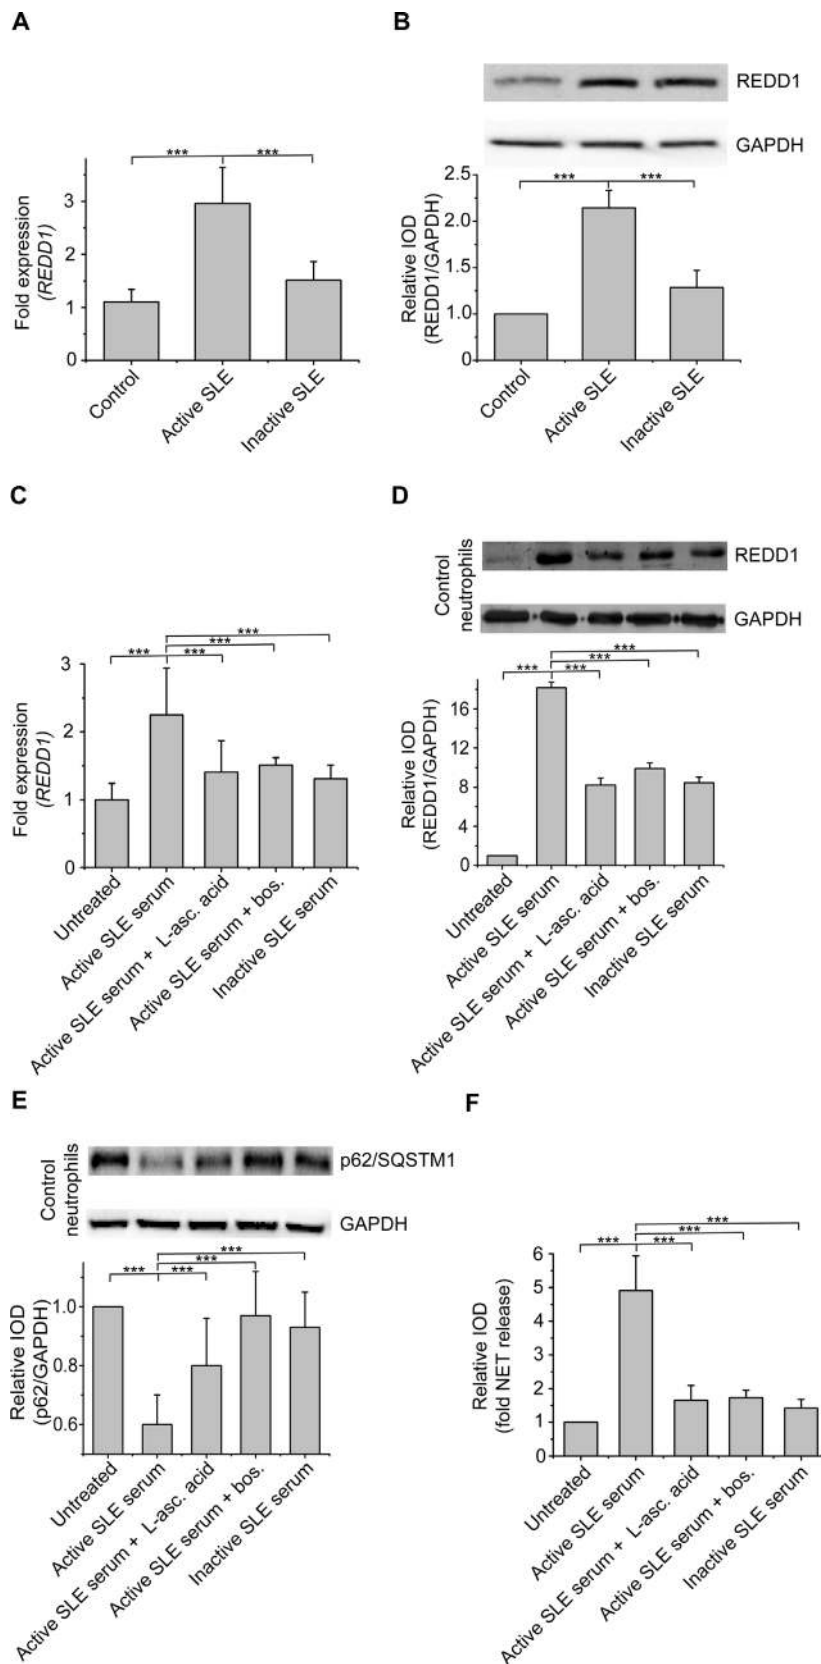 A
Fold expression
(REDD1)
3
2
1
0
***
***
Control
Active SLE
Inactive SLE
B
REDD1
GAPDH
Relative IOD
(REDD1/GAPDH)
2.5
2.0
1.5
1.0
0
***
***
Control
Active SLE
Inactive SLE
C
Fold expression
(REDD1)
3
2
1
0
***
***
***
***
Untreated
Active SLE serum
Active SLE serum + L-asc. acid
Active SLE serum + bos.
Inactive SLE serum
D
Control
neutrophils
REDD1
GAPDH
Relative IOD
(REDD1/GAPDH)
16
12
8
4
0
***
***
***
***
Untreated
Active SLE serum
Active SLE serum + L-asc. acid
Active SLE serum + bos.
Inactive SLE serum
E
Control
neutrophils
p62/SQSTM1
GAPDH
Relative IOD
(p62/GAPDH)
1.0
0.8
0.6
***
***
***
***
Untreated
Active SLE serum
Active SLE serum + L-asc. acid
Active SLE serum + bos.
Inactive SLE serum
F
Relative IOD
(fold NET release)
6
5
4
3
2
1
0
***
***
***
***
Untreated
Active SLE serum
Active SLE serum + L-asc. acid
Active SLE serum + bos.
Inactive SLE serum